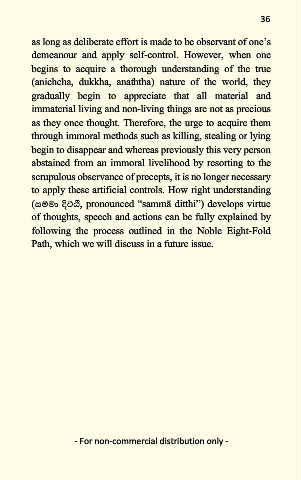 36
as long as deliberate effort is made to be observant of one's
demeanour and apply self-control. However, when one
begins to acquire a thorough understanding of the true
(anichcha, dukkha, anaththa) nature of the world, they
gradually begin to appreciate that all material and
immaterial living and non-living things are not as precious
as they once thought. Therefore, the urge to acquire them
through immoral methods such as killing, stealing or lying
begin to disappear and whereas previously this very person
abstained from an immoral livelihood by resorting to the
scrupulous observance of precepts, it is no longer necessary
to apply these artificial controls. How right understanding
(සම්මා දිට්ඨි, pronounced “sammā ditthi”) develops virtue
of thoughts, speech and actions can be fully explained by
following the process outlined in the Noble Eight-Fold
Path, which we will discuss in a future issue.
- For non-commercial distribution only -